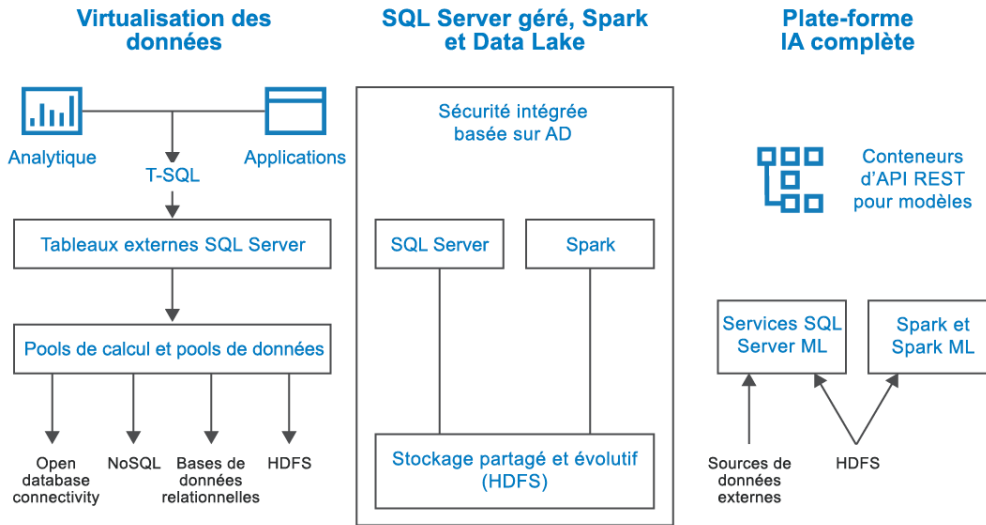 Virtualisation des
données
Analytique
Applications
T-SQL
Tableaux externes SQL Server
Pools de calcul et pools de données
Open
database
connectivity
NoSQL
Bases de
données
relationnelles
HDFS
SQL Server géré, Spark
et Data Lake
Sécurité intégrée
basée sur AD
SQL Server
Spark
Stockage partagé et évolutif
(HDFS)
Plate-forme
IA complète
Conteneurs
d'API REST
pour modèles
Services SQL
Server ML
Spark et
Spark ML
Sources de
données
externes
HDFS